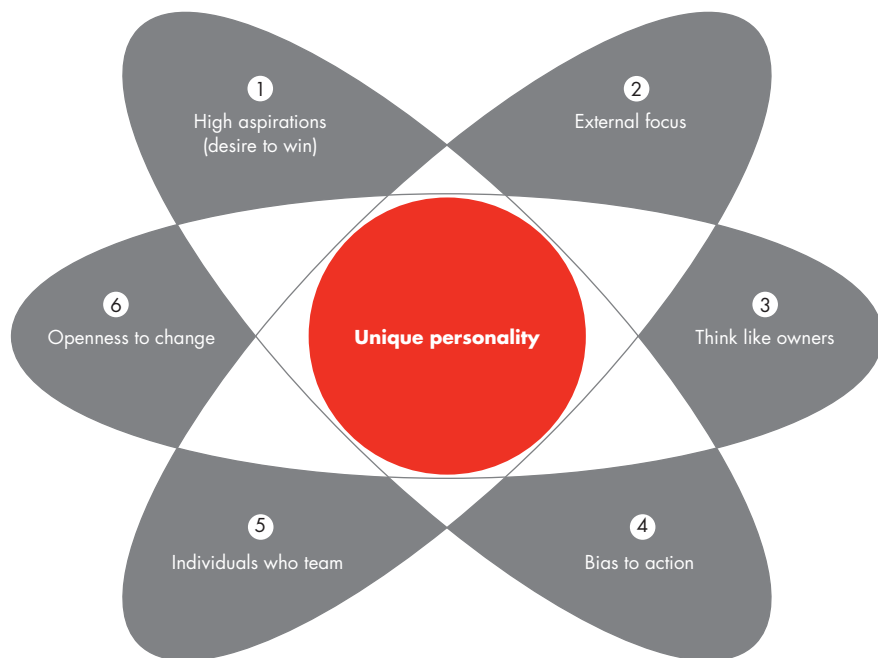 1
High aspirations
(desire to win)
2
External focus
6
Openness to change
Unique personality
3
Think like owners
5
Individuals who team
4
Bias to action